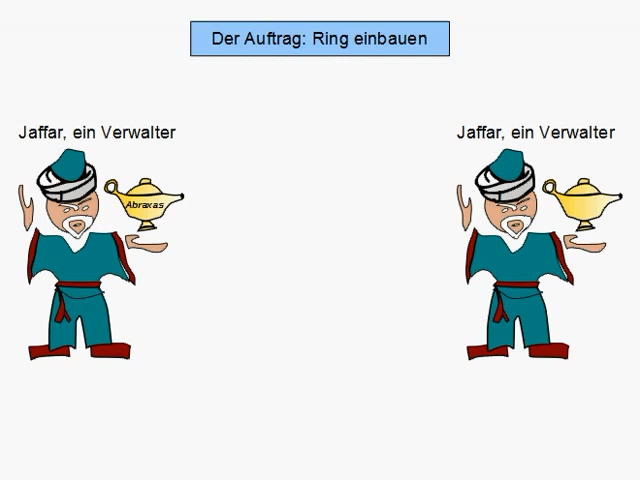 Der Auftrag: Ring einbauen
Jaffar, ein Verwalter
Jaffar, ein Verwalter
Abraxas